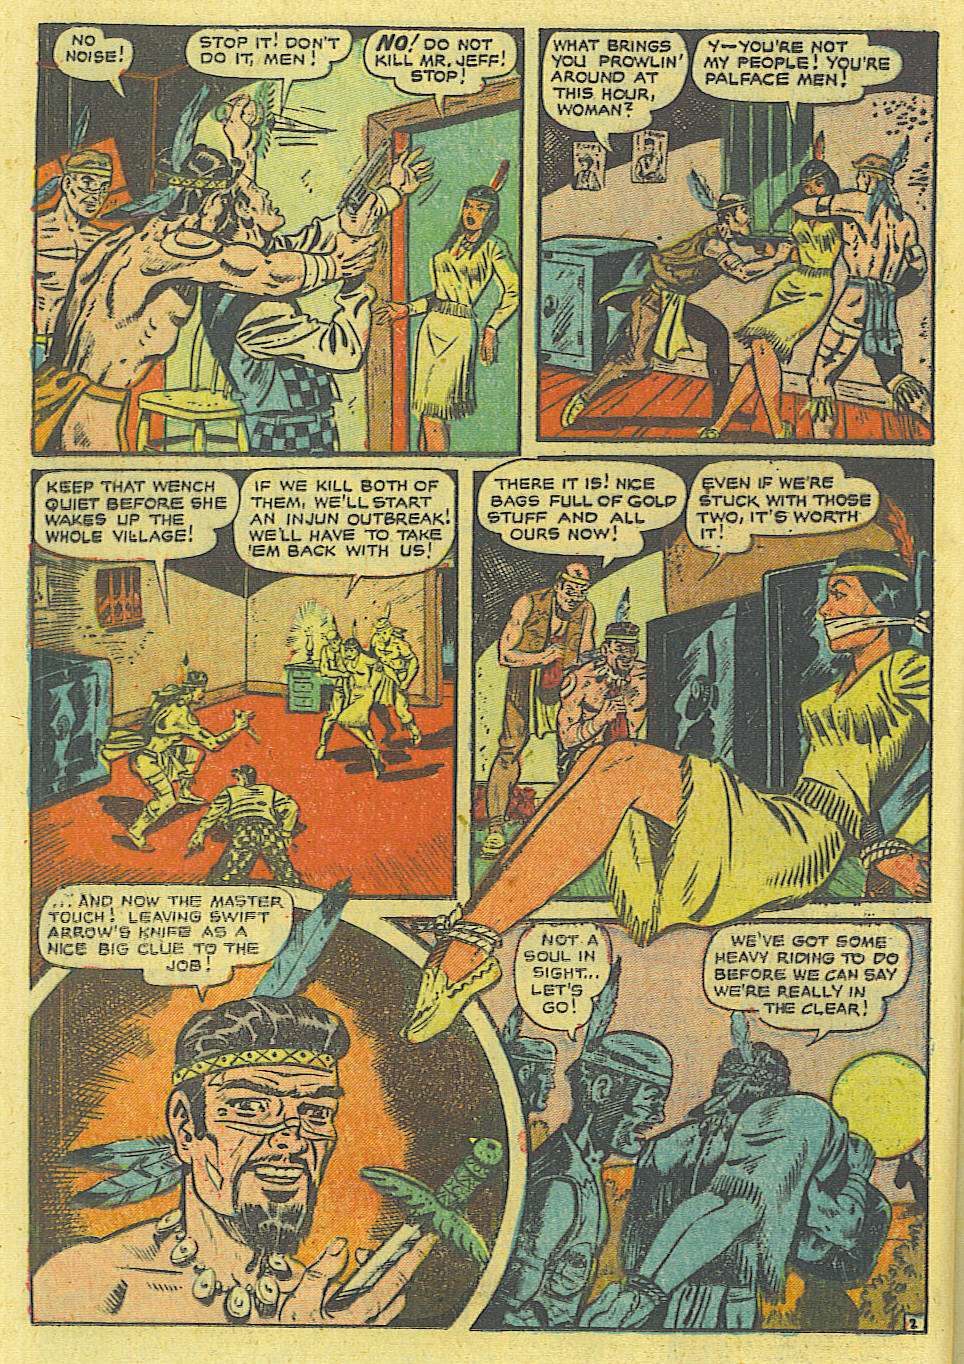 NO
NOISE!
STOP IT! DON'T
DO IT, MEN!
NO! DO NOT
KILL MR. JEFF!
STOP!
WHAT BRINGS
YOU PROWLIN'
AROUND AT
THIS HOUR,
WOMAN?
Y—YOU'RE NOT
MY PEOPLE! YOU'RE
PALEFACE MEN!
KEEP THAT WENCH
QUIET BEFORE SHE
WAKES UP THE
WHOLE VILLAGE!
IF WE KILL BOTH OF
THEM, WE'LL START
AN INJUN OUTBREAK!
WE'LL HAVE TO TAKE
'EM BACK WITH US!
THERE IT IS! NICE
BAGS FULL OF GOLD
STUFF AND ALL
OURS NOW!
EVEN IF WE'RE
STUCK WITH THOSE
TWO, IT'S WORTH
IT!
...AND NOW THE MASTER
TOUCH! LEAVING SWIFT
ARROW'S KNIFE AS A
NICE BIG CLUE TO THE
JOB!
NOT A
SOUL IN
SIGHT...
LET'S
GO!
WE'VE GOT SOME
HEAVY RIDING TO DO
BEFORE WE CAN SAY
WE'RE REALLY IN
THE CLEAR!
2